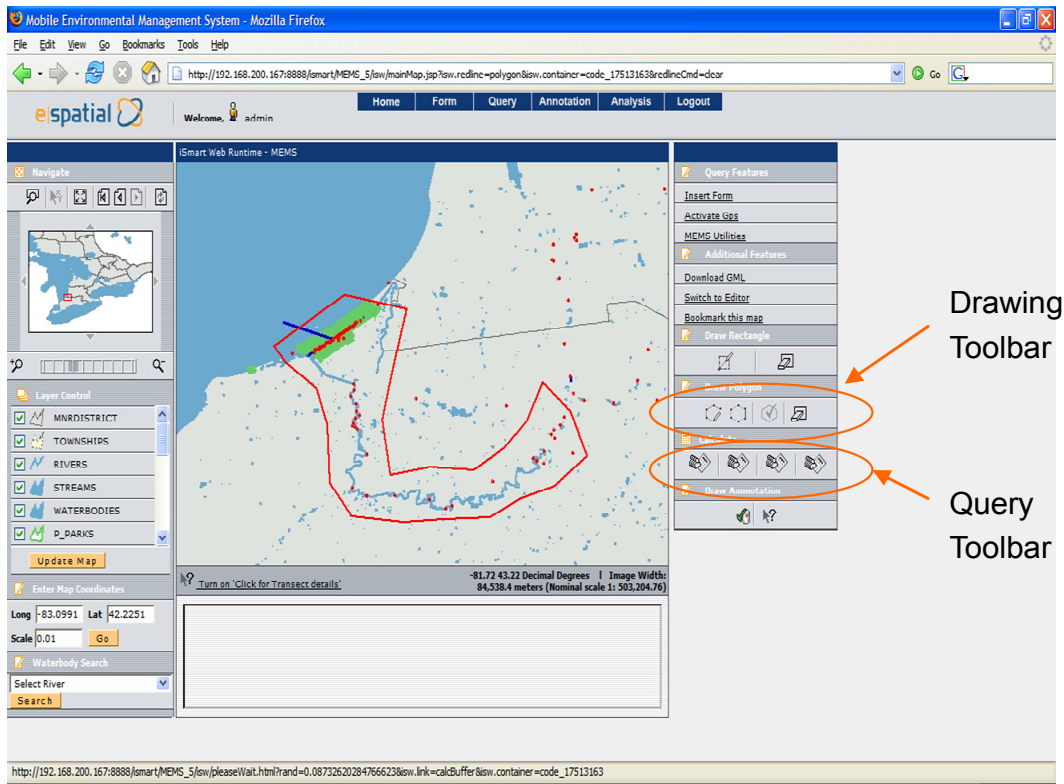 Mobile Environmental Management System - Mozilla Firefox
File Edit View Go Bookmarks Tools Help
http://192.168.200.167:8888/ismart/MEMS_5/isw/mainMap.jsp?isw.redline=polygon&isw.container=code_17513163&redlineCmd=clear
Go
G
e|spatial
Welcome, admin
Home Form Query Annotation Analysis Logout
iSmart Web Runtime - MEMS
Navigate
Layer Control
MNRDISTRICT
TOWNSHIPS
RIVERS
STREAMS
WATERBODIES
P_PARKS
Update Map
Enter Map Coordinates
Long -83.0991 Lat 42.2251
Scale 0.01 Go
Waterbody Search
Select River
Search
Turn on 'Click for Transect details'
-81.72 43.22 Decimal Degrees | Image Width:
84,538.4 meters (Nominal scale 1: 503,204.76)
Query Features
Insert Form
Activate Gps
MEMS Utilities
Additional Features
Download GML
Switch to Editor
Bookmark this map
Draw Rectangle
Draw Polygon
Calculate
Draw Annotation
Drawing
Toolbar
Query
Toolbar
http://192.168.200.167:8888/ismart/MEMS_5/isw/pleaseWait.html?rand=0.08732620284766623&isw.link=calcBuffer&isw.container=code_17513163